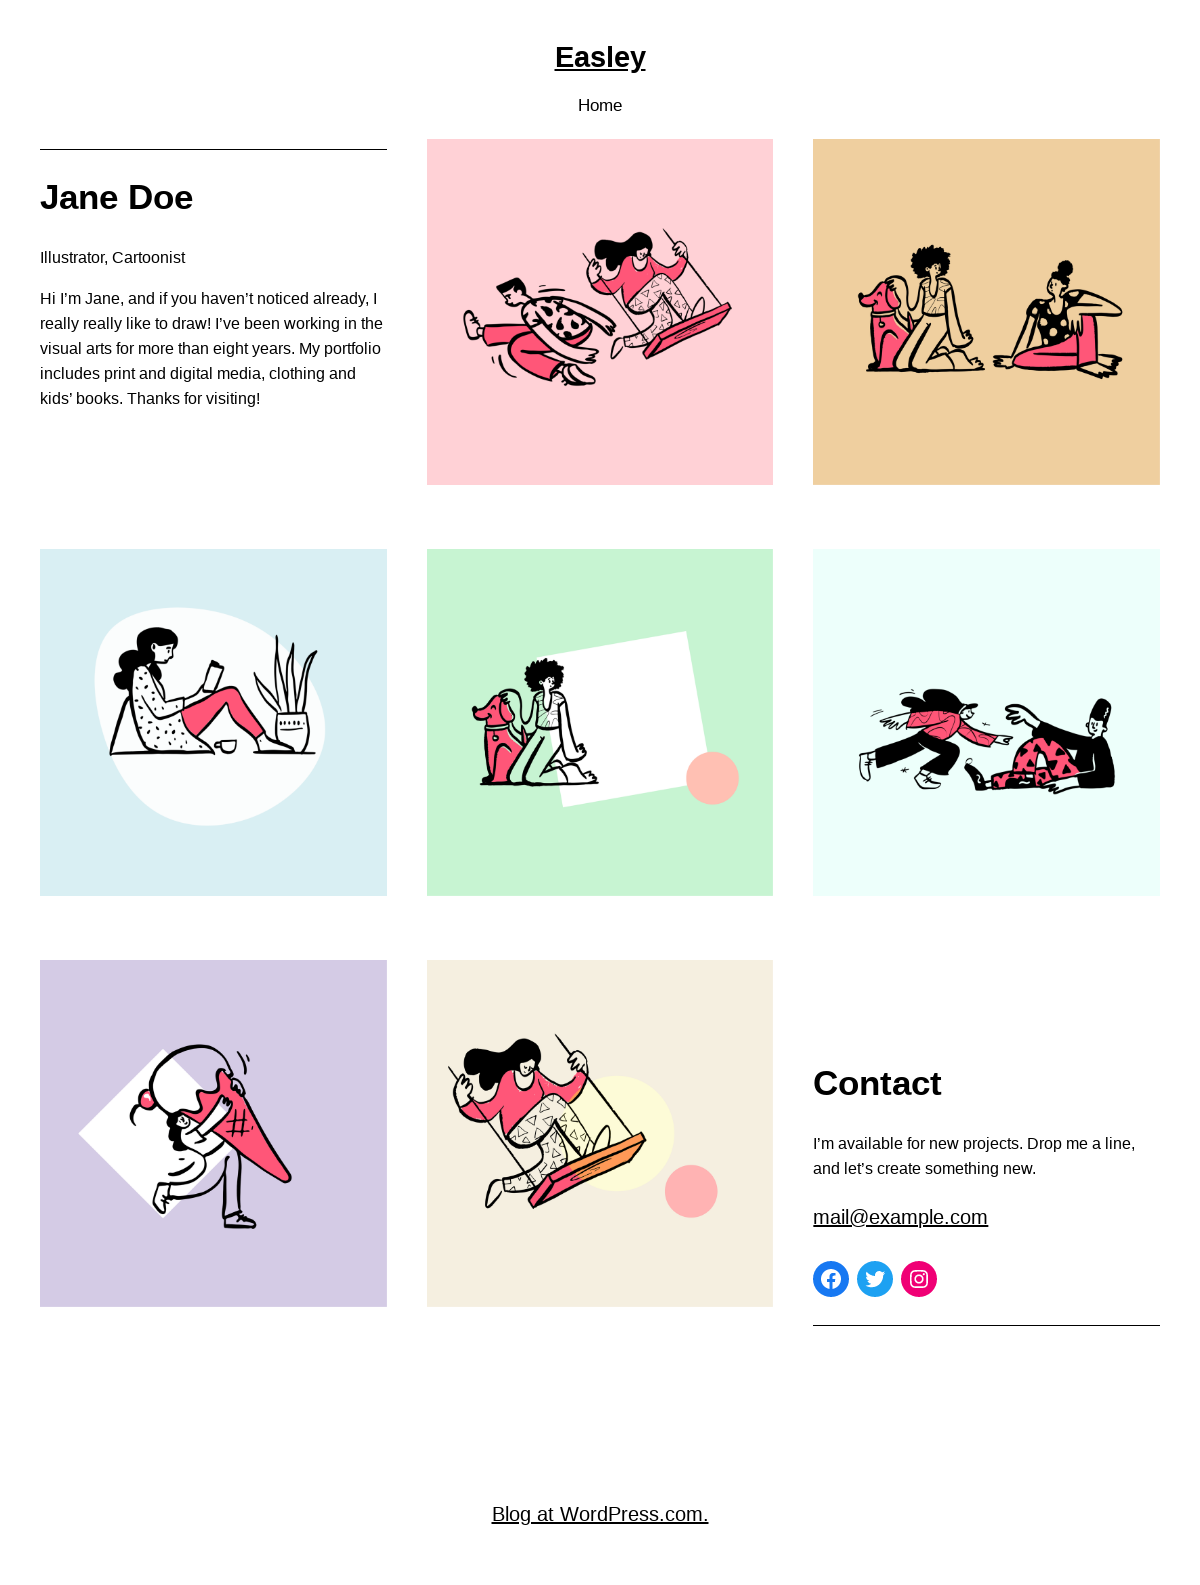 Easley
Home
Jane Doe
Illustrator, Cartoonist
Hi I’m Jane, and if you haven’t noticed already, I
really really like to draw! I’ve been working in the
visual arts for more than eight years. My portfolio
includes print and digital media, clothing and
kids’ books. Thanks for visiting!
Contact
I’m available for new projects. Drop me a line,
and let’s create something new.
mail@example.com
Blog at WordPress.com.